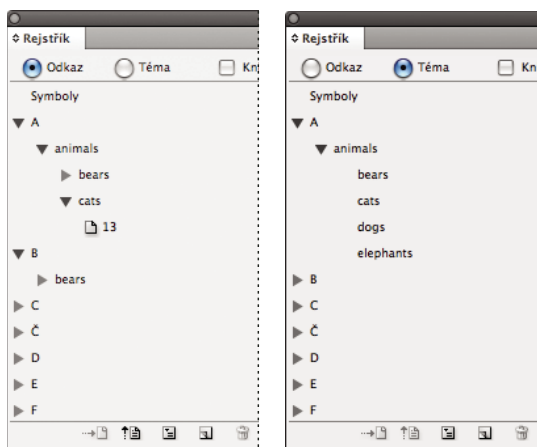 Rejstřík
Odkaz Téma Kn
Symboly
A
animals
bears
cats
13
B
bears
C
Č
D
E
F
Rejstřík
Odkaz Téma Kn
Symboly
A
animals
bears
cats
dogs
elephants
B
C
Č
D
E
F